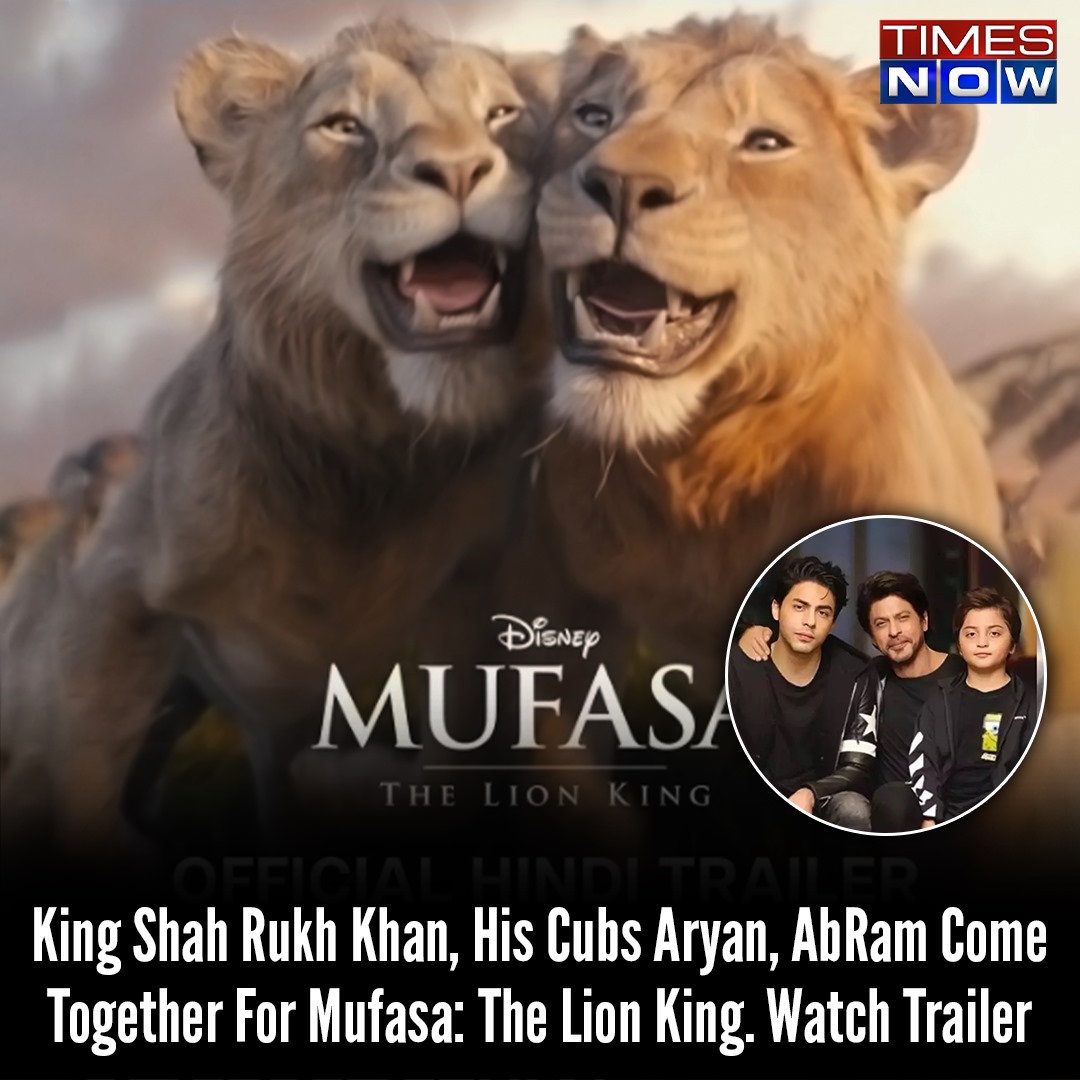 TIMES
NOW
Disney
MUFASA
THE LION KING
OFFICIAL HINDI TRAILER
King Shah Rukh Khan, His Cubs Aryan, AbRam Come
Together For Mufasa: The Lion King. Watch Trailer